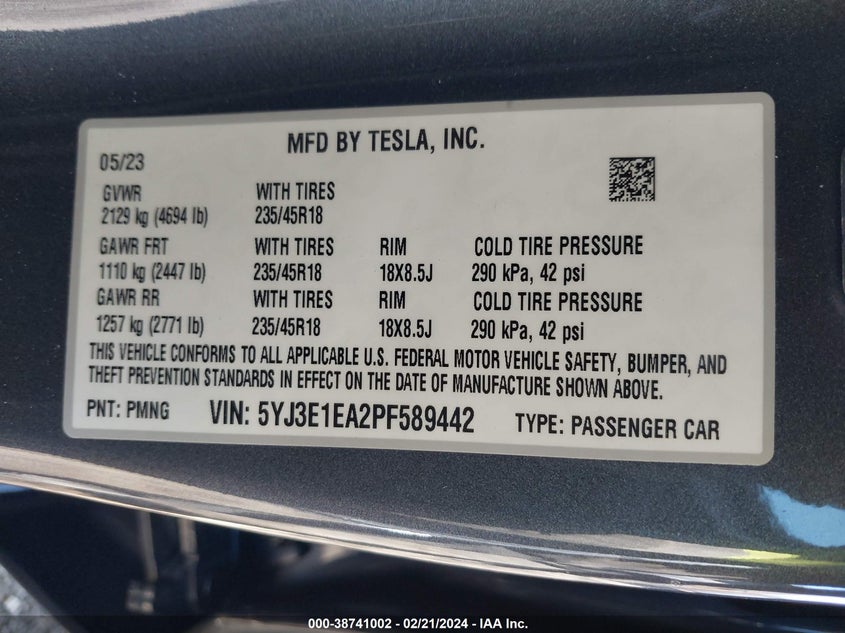 MFD BY TESLA, INC.
05/23
GVWR WITH TIRES
2129 kg (4694 lb) 235/45R18
GAWR FRT WITH TIRES RIM COLD TIRE PRESSURE
1110 kg (2447 lb) 235/45R18 18X8.5J 290 kPa, 42 psi
GAWR RR WITH TIRES RIM COLD TIRE PRESSURE
1257 kg (2771 lb) 235/45R18 18X8.5J 290 kPa, 42 psi
THIS VEHICLE CONFORMS TO ALL APPLICABLE U.S. FEDERAL MOTOR VEHICLE SAFETY, BUMPER, AND
THEFT PREVENTION STANDARDS IN EFFECT ON THE DATE OF MANUFACTURE SHOWN ABOVE.
PNT: PMNG VIN: 5YJ3E1EA2PF589442 TYPE: PASSENGER CAR
000-38741002 - 02/21/2024 - IAA Inc.